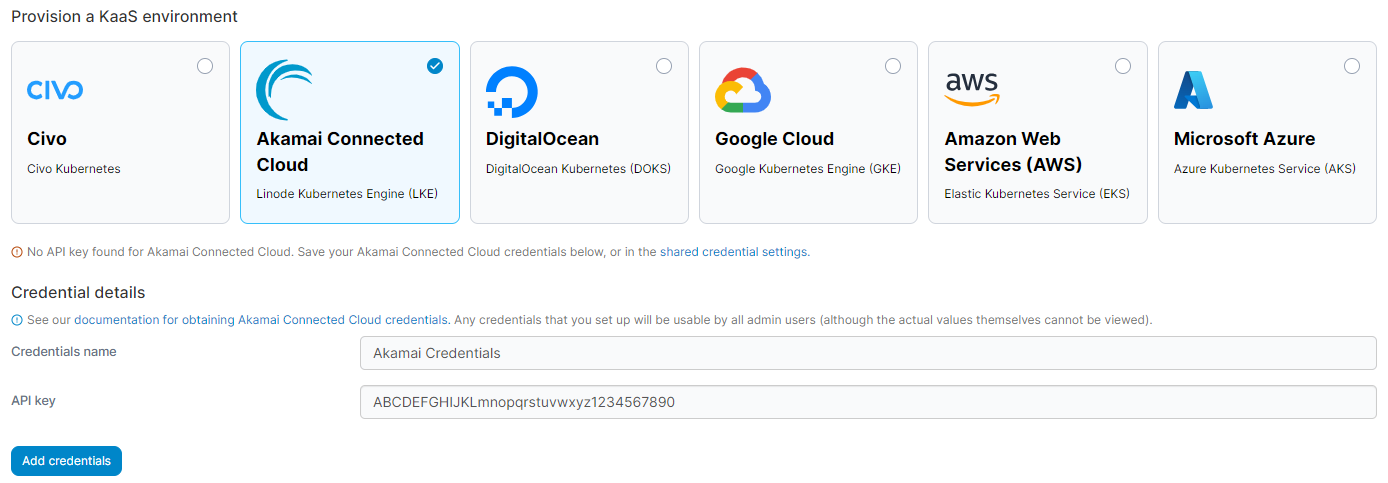 Provision a KaaS environment
CIVO
Civo
Civo Kubernetes
Akamai Connected
Cloud
Linode Kubernetes Engine (LKE)
DigitalOcean
DigitalOcean Kubernetes (DOKS)
Google Cloud
Google Kubernetes Engine (GKE)
aws
Amazon Web
Services (AWS)
Elastic Kubernetes Service (EKS)
Microsoft Azure
Azure Kubernetes Service (AKS)
No API key found for Akamai Connected Cloud. Save your Akamai Connected Cloud credentials below, or in the shared credential settings.
Credential details
See our documentation for obtaining Akamai Connected Cloud credentials. Any credentials that you set up will be usable by all admin users (although the actual values themselves cannot be viewed).
Credentials name
Akamai Credentials
API key
ABCDEFGHIJKLmnopqrstuvwxyz1234567890
Add credentials